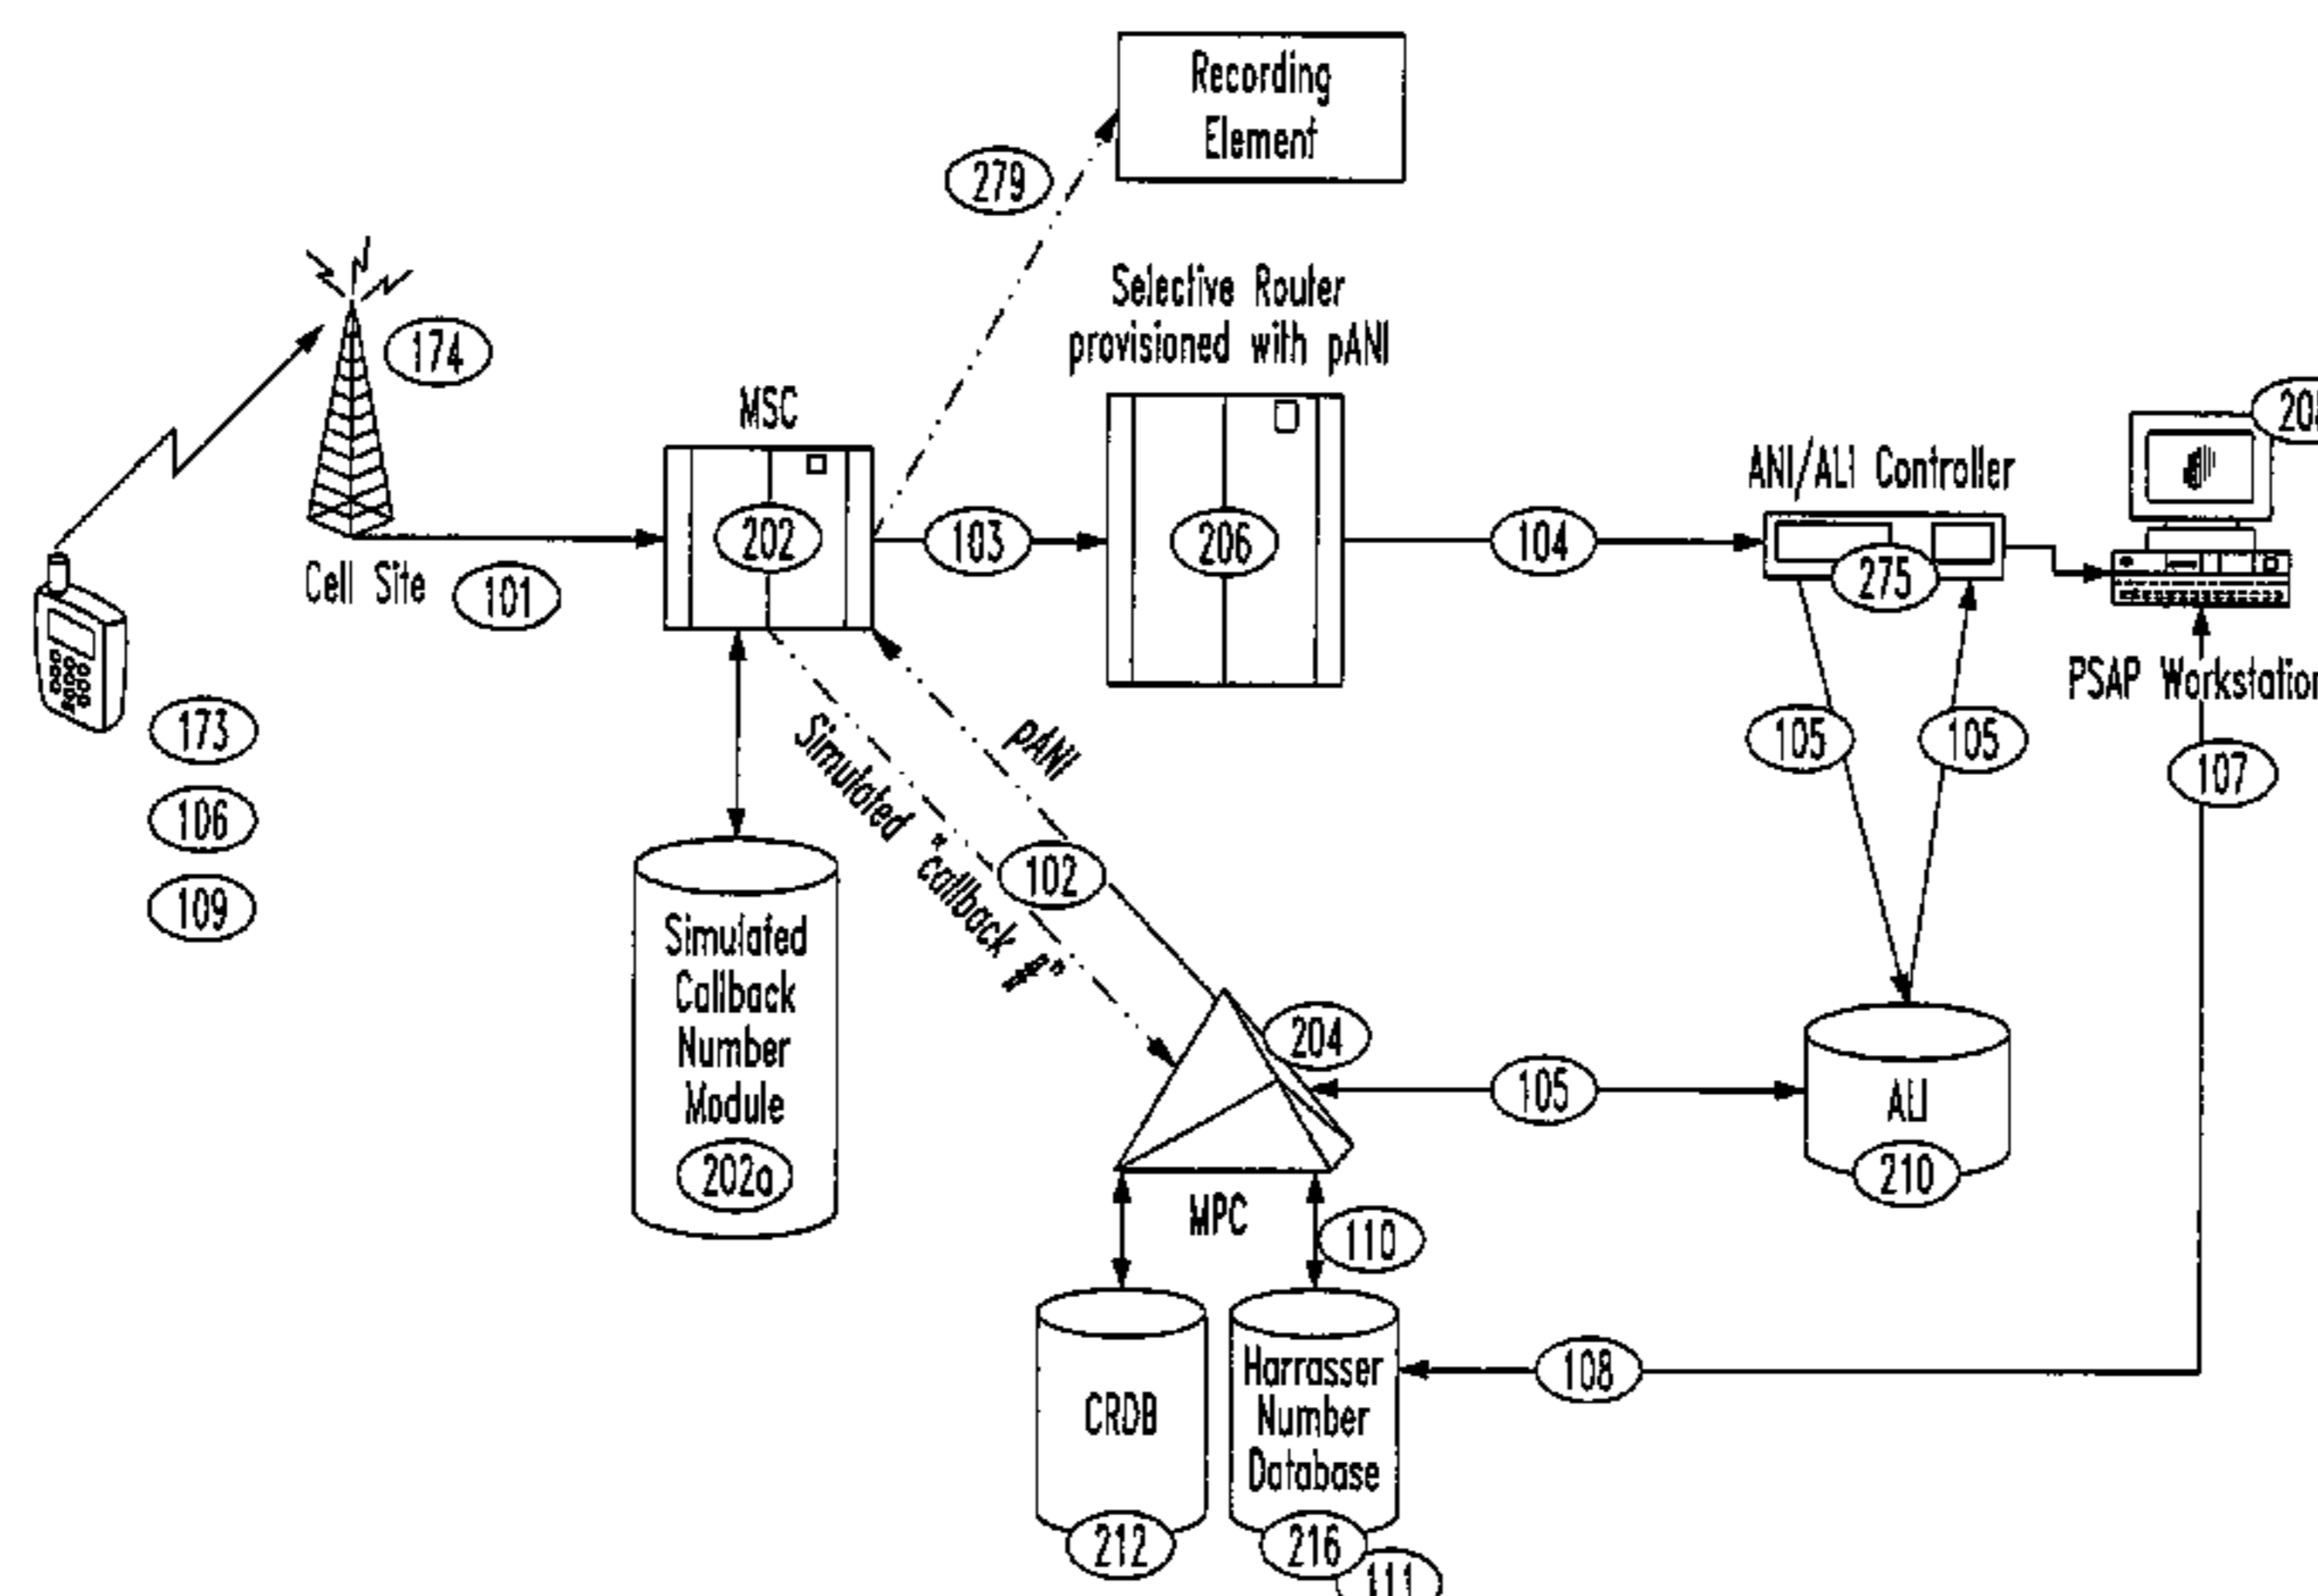 Recording
Element
279
Selective Router
provisioned with pANI
174
MSC
ANI/ALI Controller
202
103
206
104
275
Cell Site
101
PSAP Workstation
173
106
109
pANI
Simulated "callback #"
102
105
105
107
Simulated
Callback
Number
Module
202a
204
105
ALI
210
MPC
110
CRDB
212
Harrasser
Number
Database
216
108
111